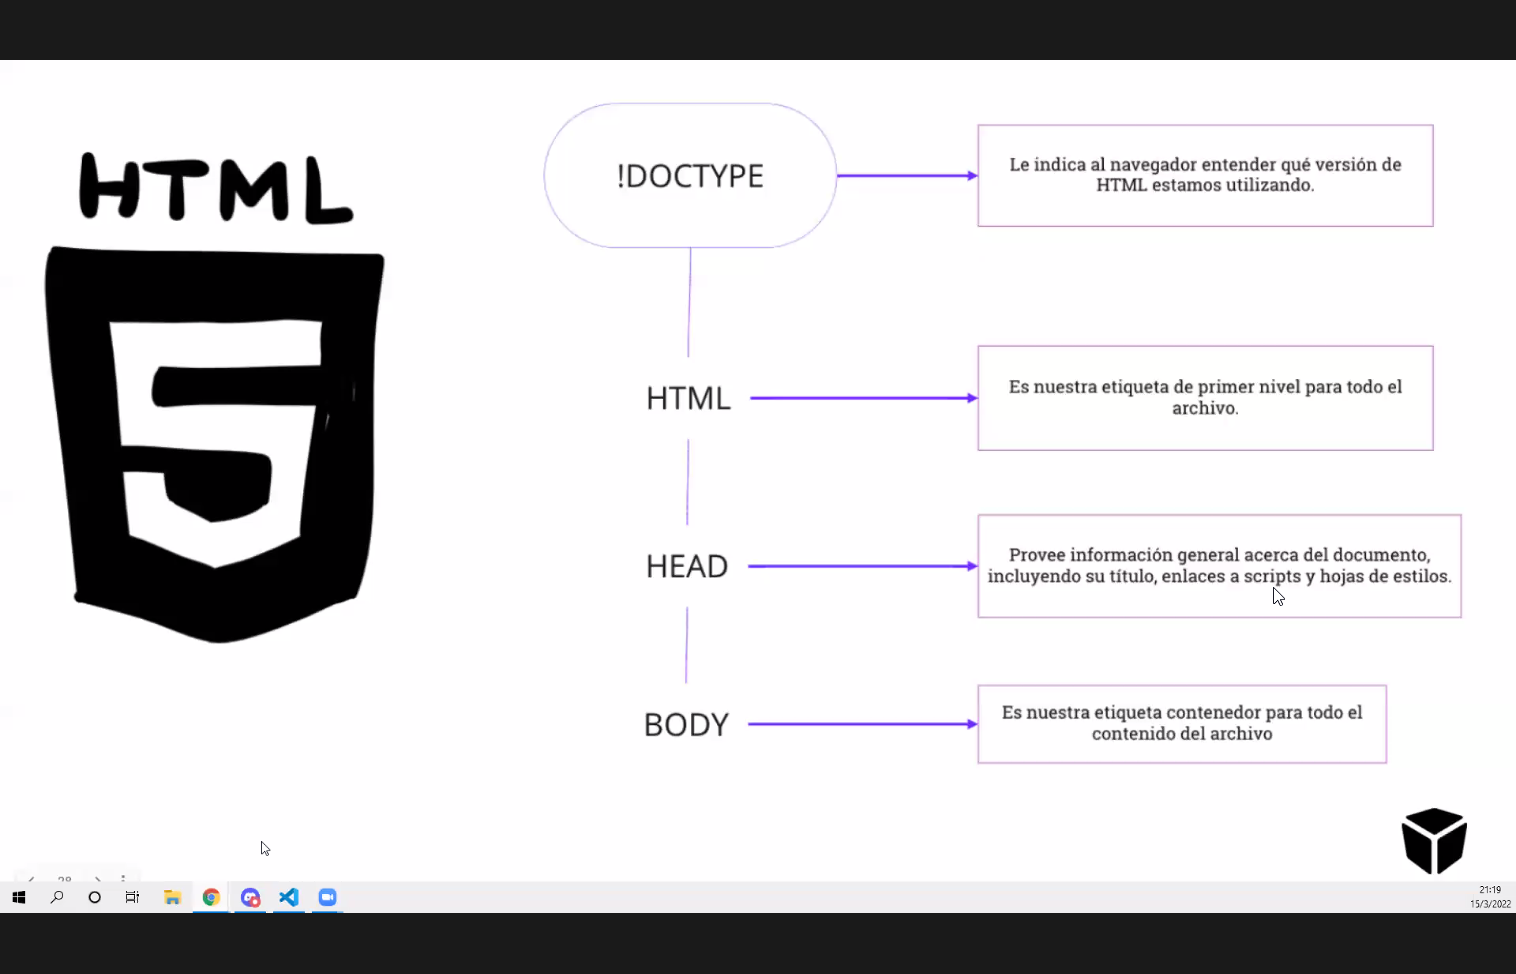 HTML
5
!DOCTYPE
Le indica al navegador entender qué versión de
HTML estamos utilizando.
HTML
Es nuestra etiqueta de primer nivel para todo el
archivo.
HEAD
Provee información general acerca del documento,
incluyendo su título, enlaces a scripts y hojas de estilos.
BODY
Es nuestra etiqueta contenedor para todo el
contenido del archivo
28
21:19
15/3/2022